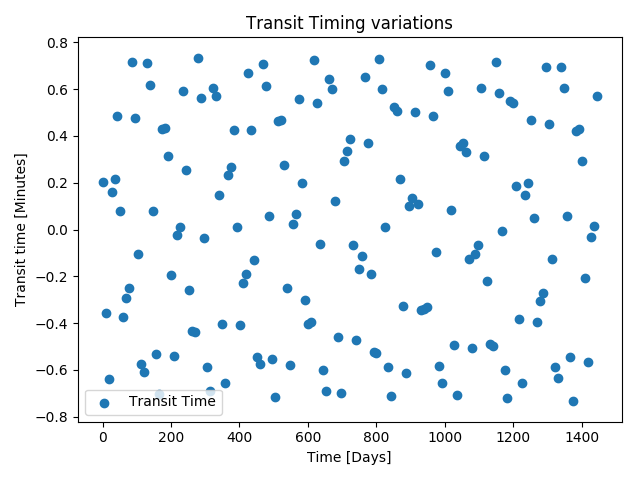 Transit Timing variations
Transit time [Minutes]
0.8
0.6
0.4
0.2
0.0
−0.2
−0.4
−0.6
−0.8
Transit Time
0 200 400 600 800 1000 1200 1400
Time [Days]